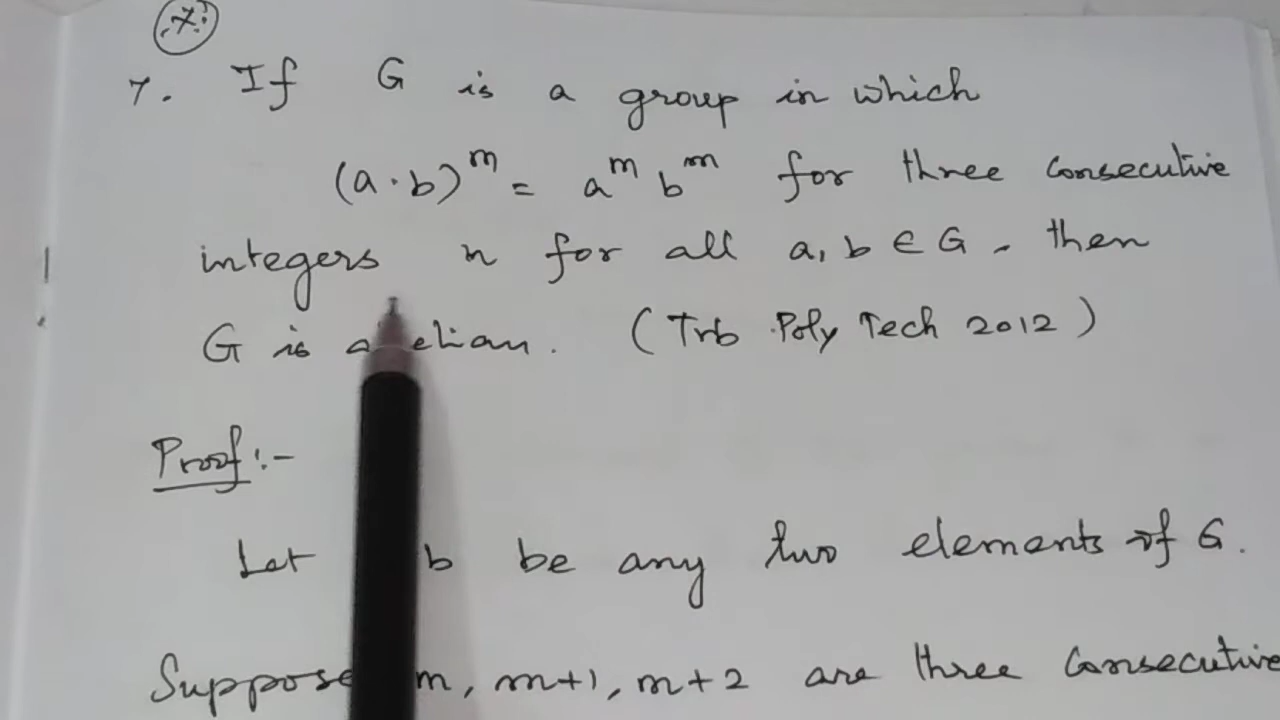 7.
7. If G is a group in which
(a·b)^m = a^m b^m for three consecutive
integers n for all a, b ∈ G. then
G is a elian. (Trb Poly Tech 2012)
Proof:-
Let b be any two elements of G.
Suppose m, m+1, m+2 are three consecutive